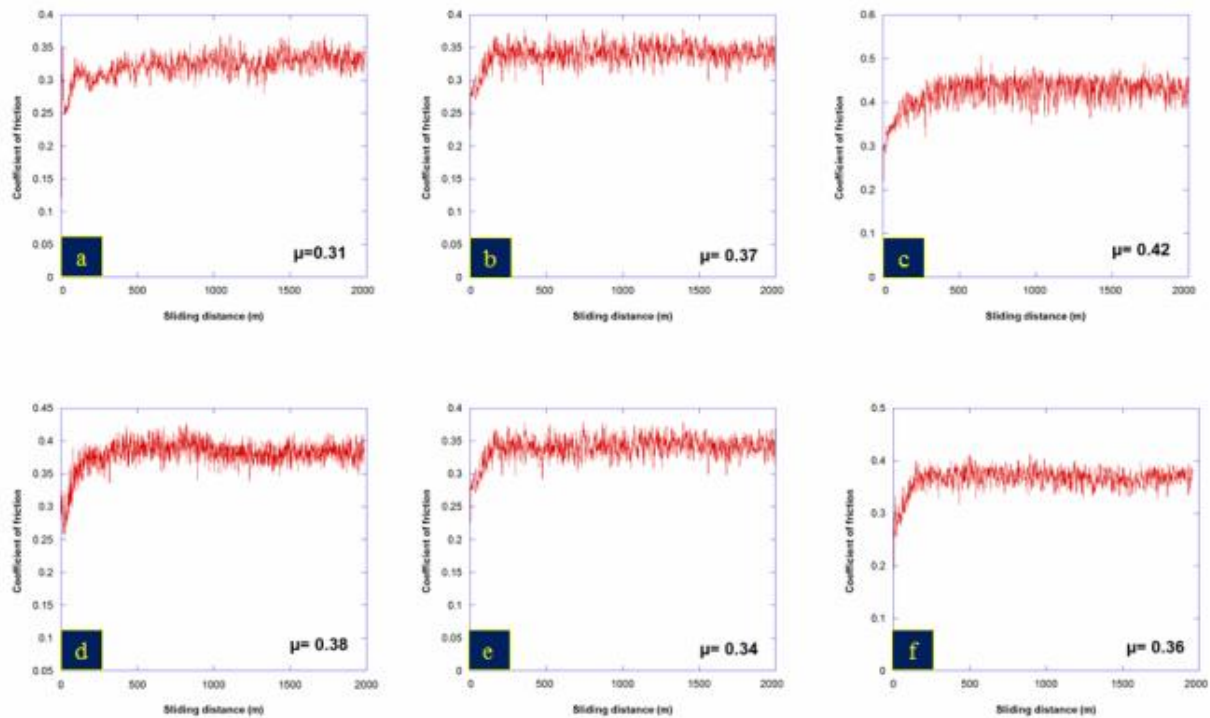 0.4
0.35
0.3
0.25
0.2
0.15
0.1
0.05
0
Coefficient of friction
a
μ=0.31
0 500 1000 1500 2000
Sliding distance (m)
0.4
0.35
0.3
0.25
0.2
0.15
0.1
0.05
0
Coefficient of friction
b
μ= 0.37
0 500 1000 1500 2000
Sliding distance (m)
0.6
0.5
0.4
0.3
0.2
0.1
0
Coefficient of friction
c
μ= 0.42
0 500 1000 1500 2000
Sliding distance (m)
0.45
0.4
0.35
0.3
0.25
0.2
0.15
0.1
0.05
Coefficient of friction
d
μ= 0.38
0 500 1000 1500 2000
Sliding distance (m)
0.4
0.35
0.3
0.25
0.2
0.15
0.1
0.05
0
Coefficient of friction
e
μ= 0.34
0 500 1000 1500 2000
Sliding distance (m)
0.5
0.4
0.3
0.2
0.1
0
Coefficient of friction
f
μ= 0.36
0 500 1000 1500 2000
Sliding distance (m)